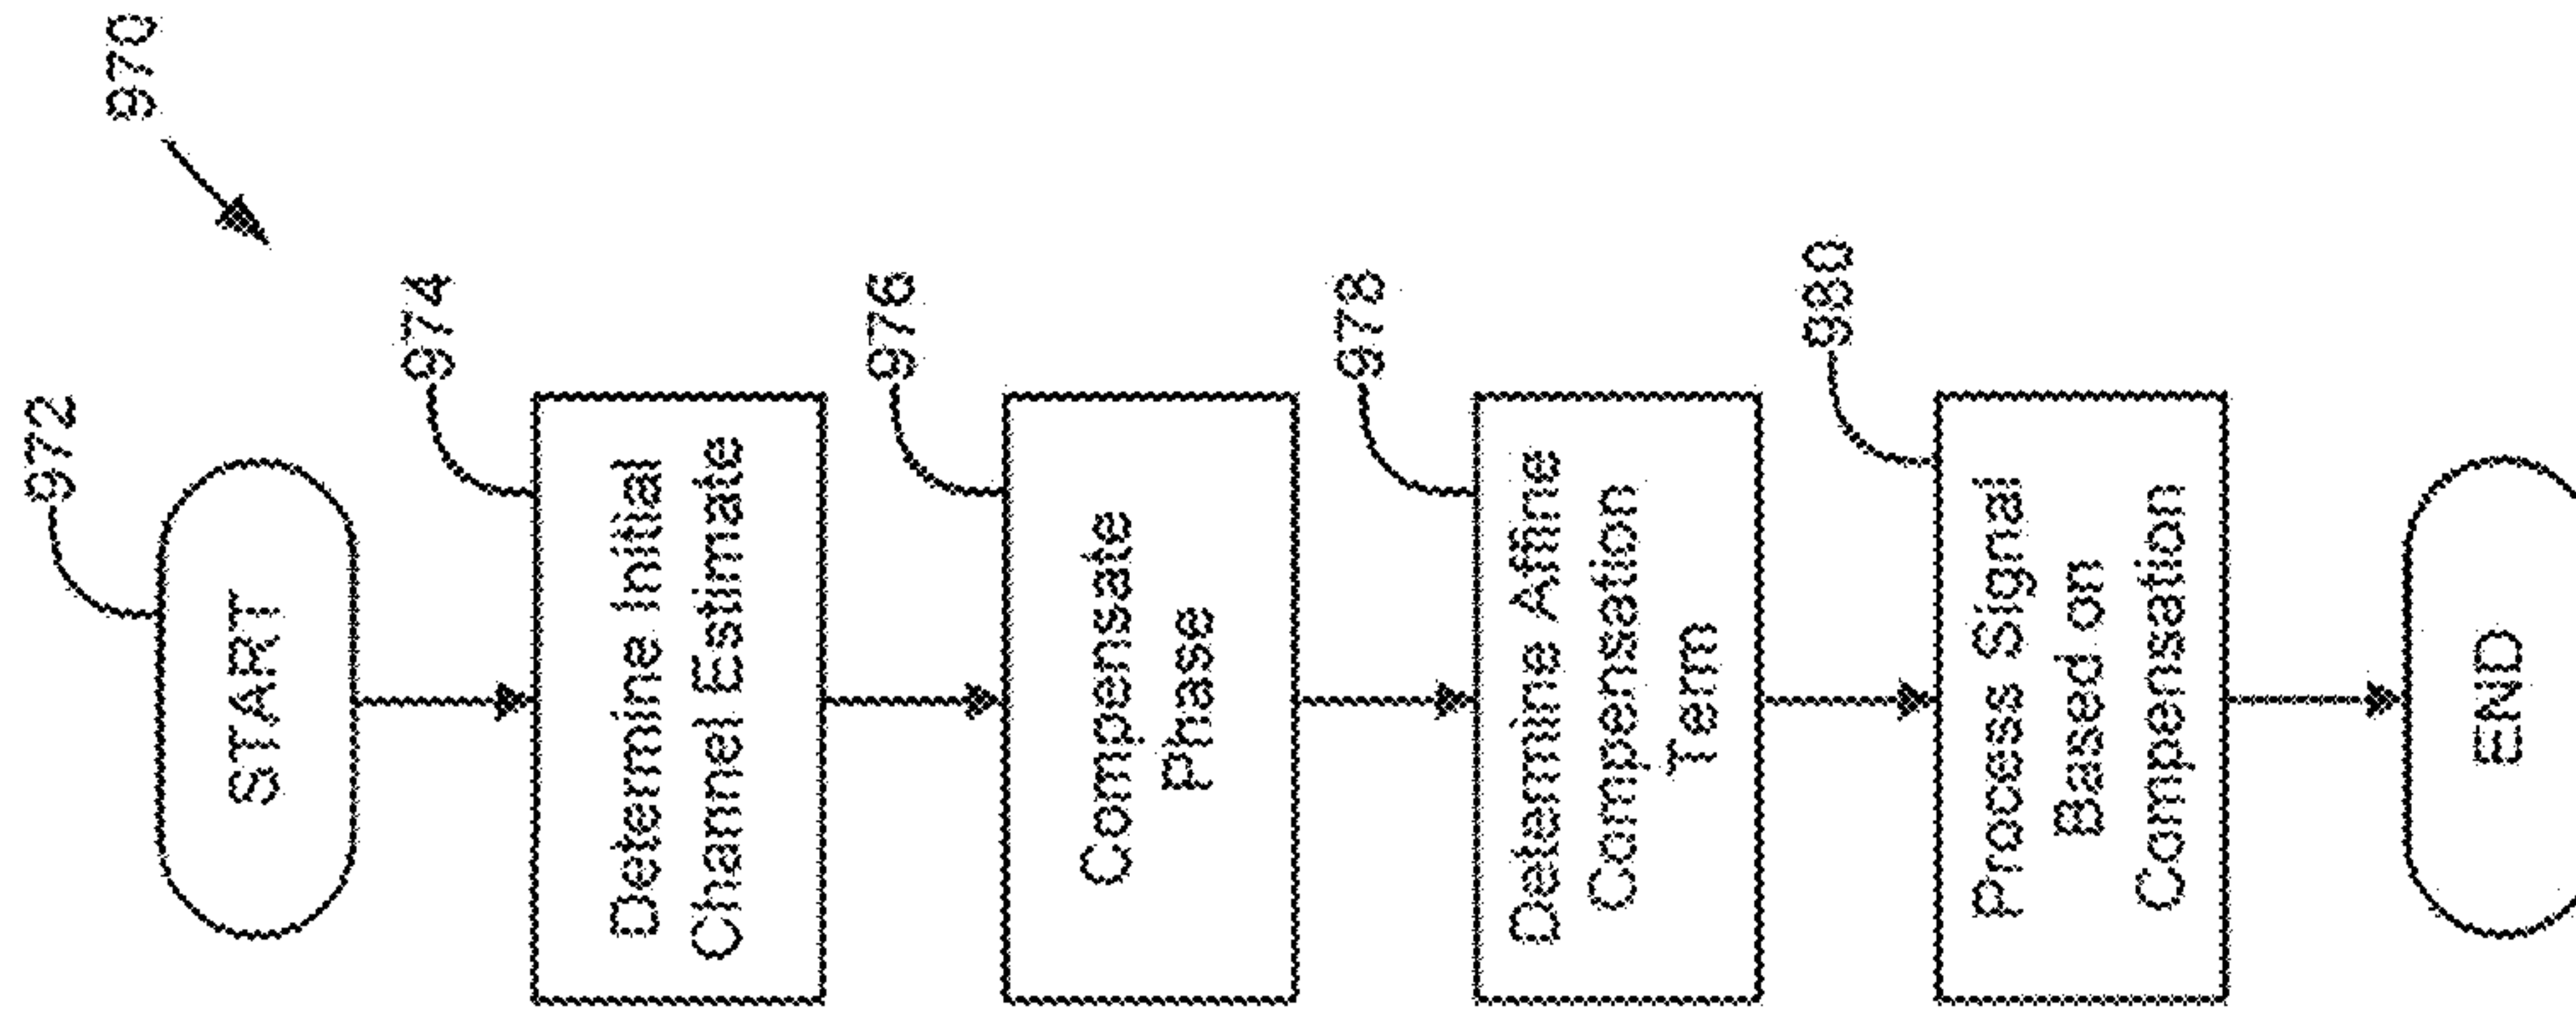 970
972
START
974
Determine Initial
Channel Estimate
976
Compensate
Phase
978
Determine Affine
Compensation
Term
980
Process Signal
Based on
Compensation
END